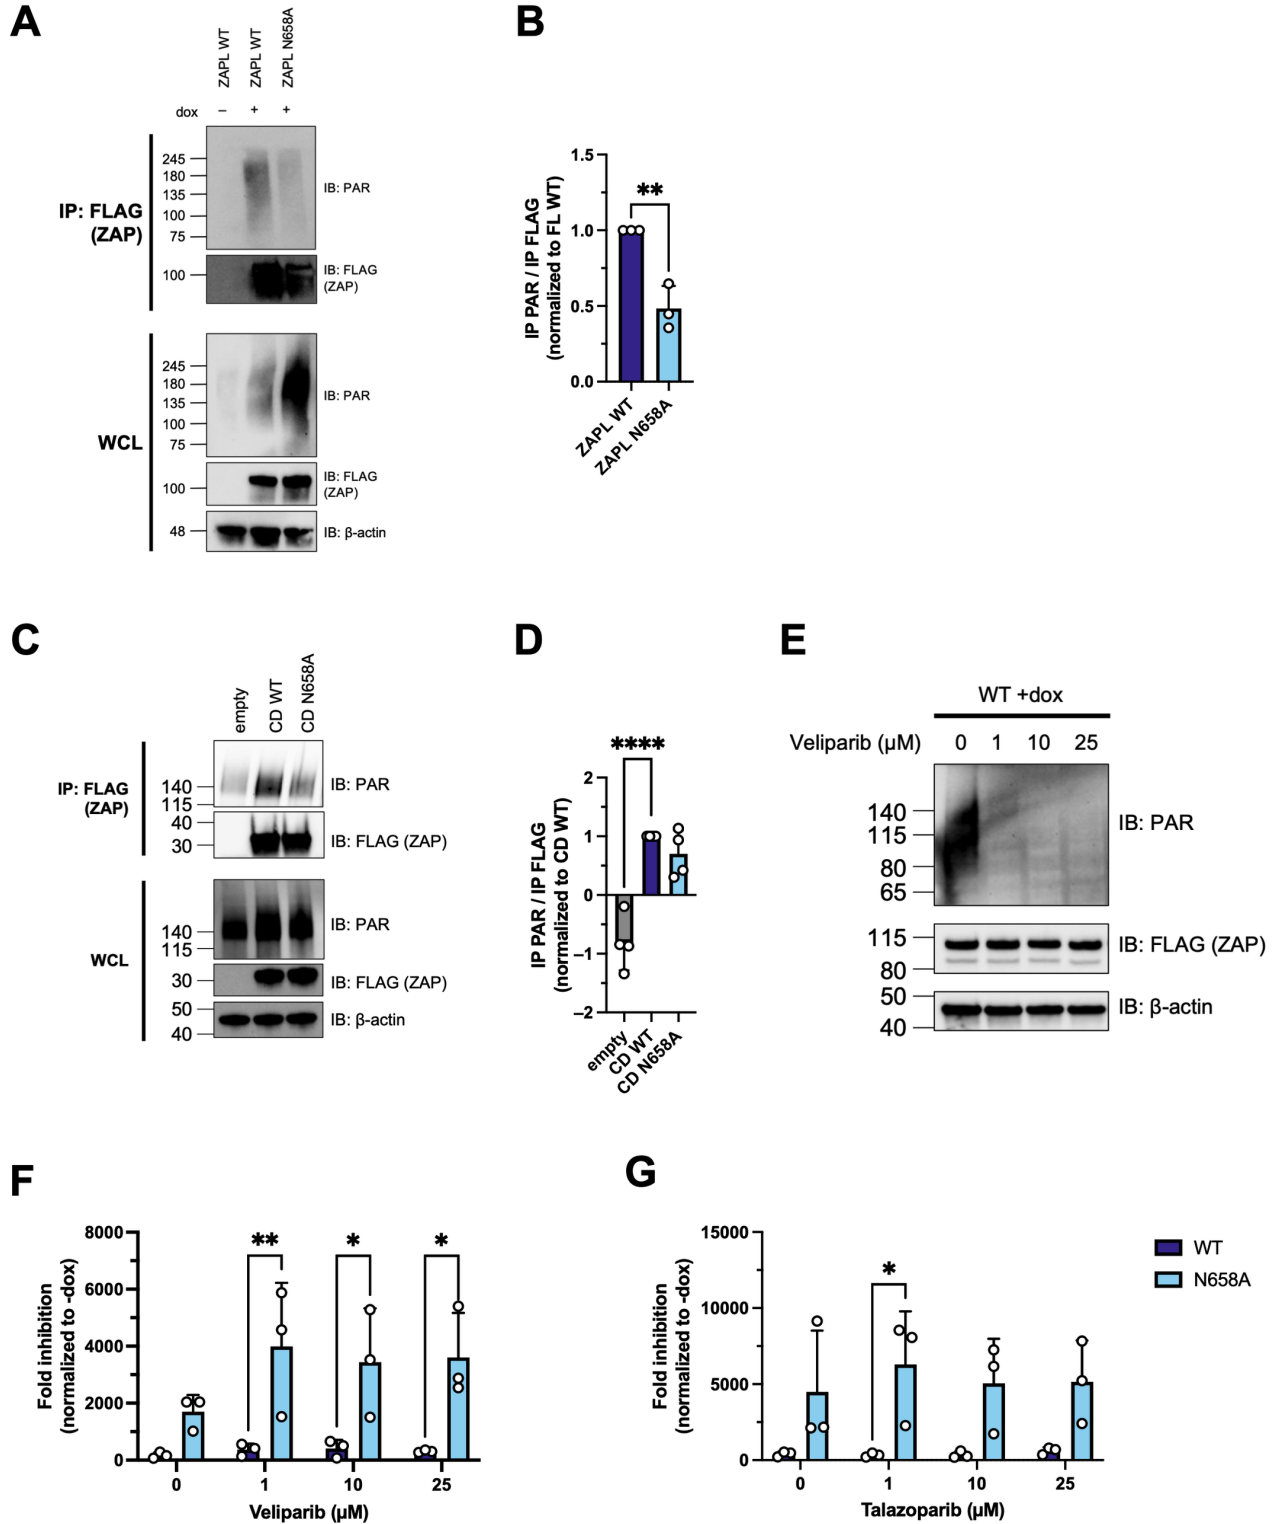 A
ZAPL WT
ZAPL WT
ZAPL N658A
dox
– + +
IP: FLAG
(ZAP)
245
180
135
100
75
IB: PAR
100
IB: FLAG
(ZAP)
WCL
245
180
135
100
75
IB: PAR
100
IB: FLAG
(ZAP)
48
IB: β-actin
B
IP PAR / IP FLAG
(normalized to FL WT)
1.5
1.0
0.5
0.0
**
ZAPL WT
ZAPL N658A
C
empty
CD WT
CD N658A
IP: FLAG
(ZAP)
140
115
IB: PAR
40
30
IB: FLAG (ZAP)
WCL
140
115
IB: PAR
30
IB: FLAG (ZAP)
50
40
IB: β-actin
D
IP PAR / IP FLAG
(normalized to CD WT)
2
1
0
–1
–2
****
empty
CD WT
CD N658A
E
WT +dox
Veliparib (μM) 0 1 10 25
140
115
80
65
IB: PAR
115
80
IB: FLAG (ZAP)
50
40
IB: β-actin
F
Fold inhibition
(normalized to -dox)
8000
6000
4000
2000
0
** * *
0 1 10 25
Veliparib (μM)
G
Fold inhibition
(normalized to -dox)
15000
10000
5000
0
*
0 1 10 25
Talazoparib (μM)
WT
N658A